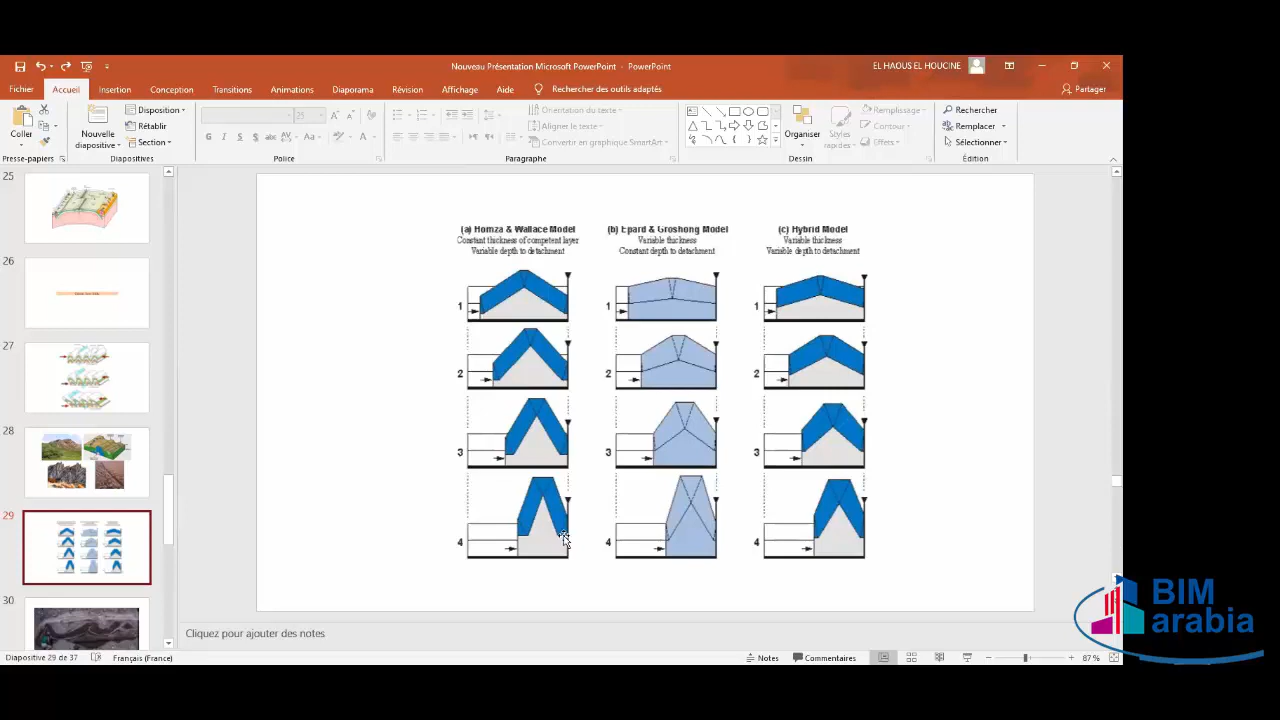 Nouveau Présentation Microsoft PowerPoint - PowerPoint
EL HAOUS EL HOUCINE
Fichier Accueil Insertion Conception Transitions Animations Diaporama Révision Affichage Aide Rechercher des outils adaptés Partager
Coller
Nouvelle diapositive
Disposition
Rétablir
Section
25
G I S abc AV Aa A
Orientation du texte
Aligner le texte
Convertir en graphique SmartArt
Organiser
Styles rapides
Remplissage
Contour
Effets
Rechercher
Remplacer
Sélectionner
Presse-papiers Diapositives Police Paragraphe Dessin Édition
25
26
27
28
29
30
(a) Homza & Wallace Model
Constant thickness of competent layer
Variable depth to detachment
1
2
3
4
(b) Epard & Groshong Model
Variable thickness
Constant depth to detachment
1
2
3
4
(c) Hybrid Model
Variable thickness
Variable depth to detachment
1
2
3
4
Cliquez pour ajouter des notes
Diapositive 29 de 37 Français (France) Notes Commentaires 87 %
BIM
arabia